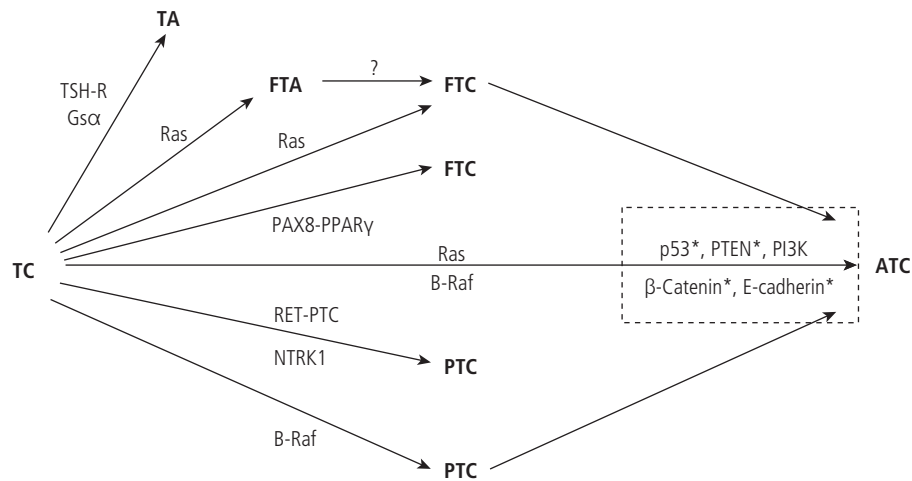 TA
?
FTA
FTC
TSH-R
Gsα
Ras
Ras
FTC
PAX8-PPARγ
Ras
p53*, PTEN*, PI3K
TC
ATC
B-Raf
β-Catenin*, E-cadherin*
RET-PTC
NTRK1
PTC
B-Raf
PTC